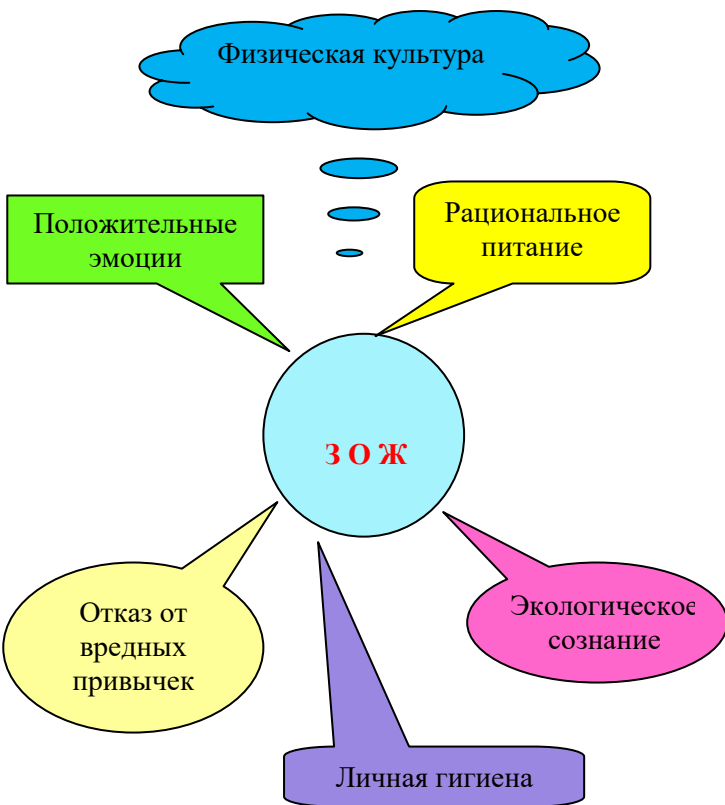 Физическая культура
Положительные
эмоции
Рациональное
питание
З О Ж
Отказ от
вредных
привычек
Экологическое
сознание
Личная гигиена